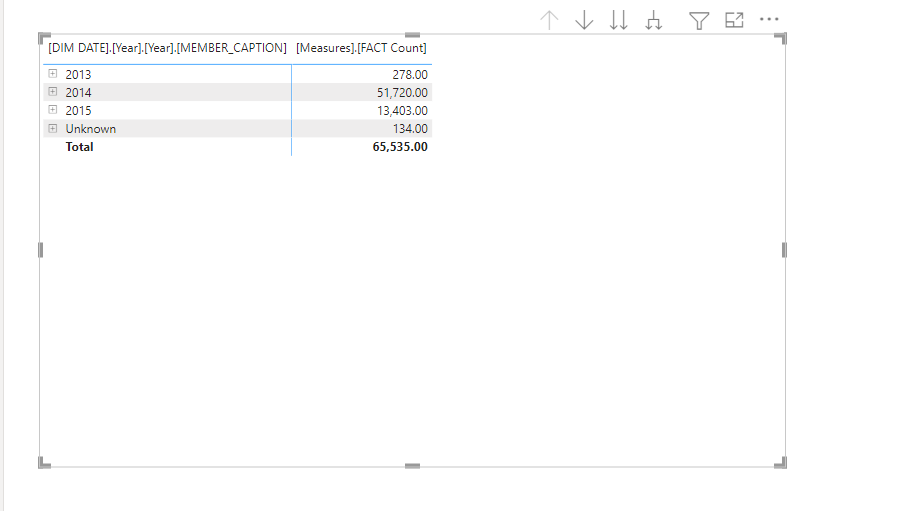 [DIM DATE].[Year].[Year].[MEMBER_CAPTION] [Measures].[FACT Count]
2013 278.00
2014 51,720.00
2015 13,403.00
Unknown 134.00
Total 65,535.00